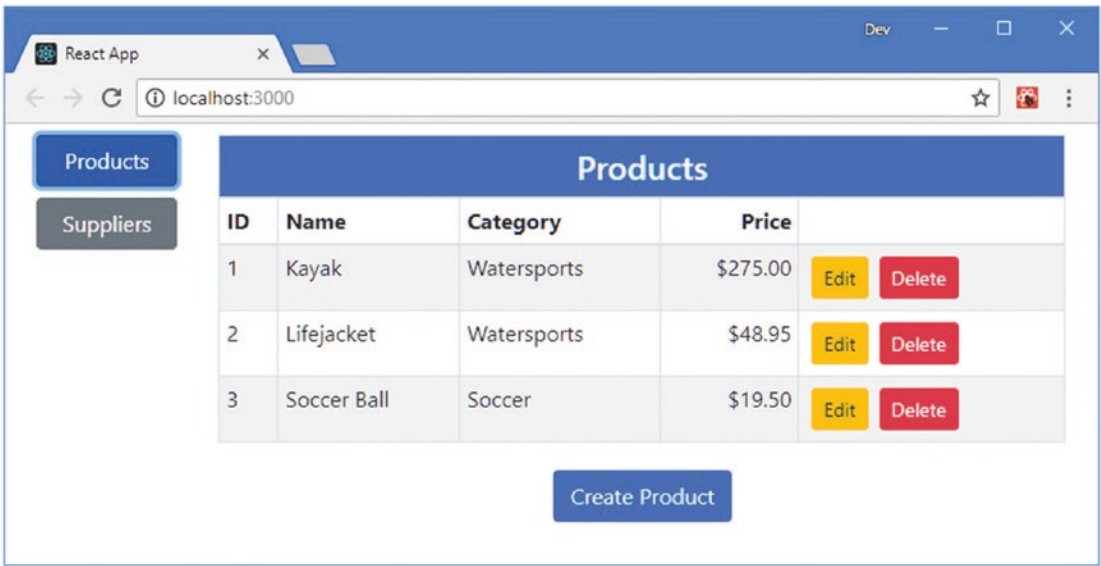 Dev
React App
localhost:3000
Products
Suppliers
Products
ID Name Category Price
1 Kayak Watersports $275.00 Edit Delete
2 Lifejacket Watersports $48.95 Edit Delete
3 Soccer Ball Soccer $19.50 Edit Delete
Create Product